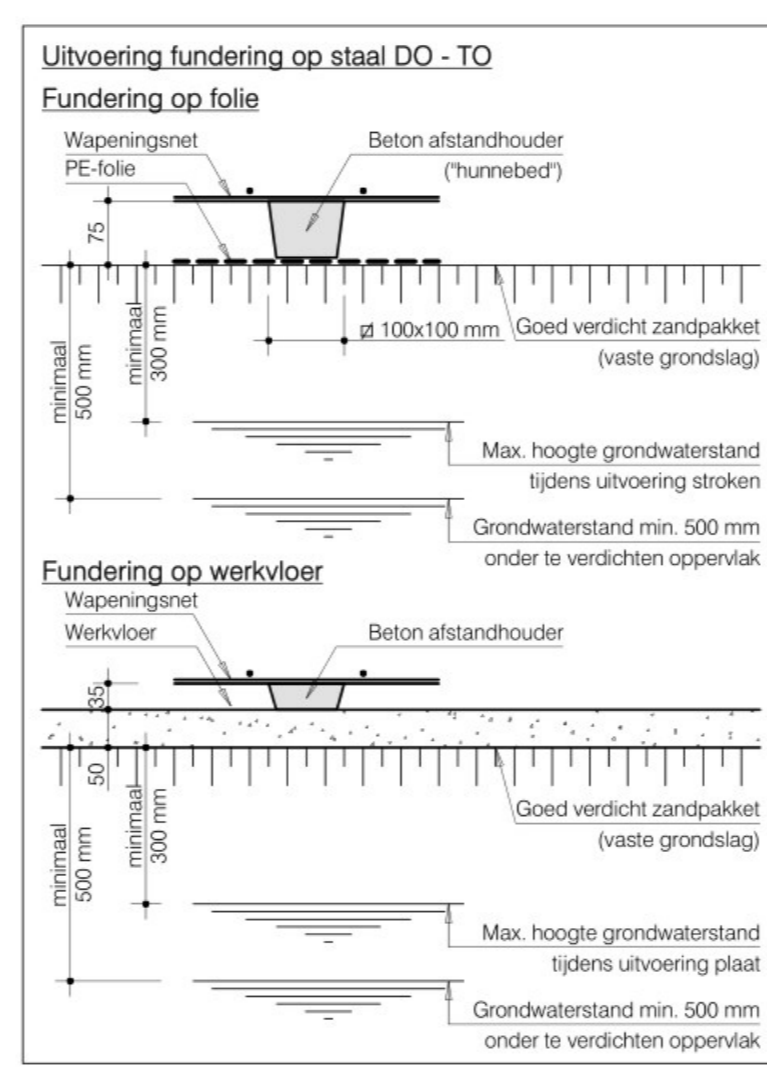 Uitvoering fundering op staal DO - TO
Fundering op folie
Wapeningsnet
PE-folie
Beton afstandhouder
("hunnebed")
75
minimaal
500 mm
minimaal
300 mm
⌀ 100x100 mm
Goed verdicht zandpakket
(vaste grondslag)
Max. hoogte grondwaterstand
tijdens uitvoering stroken
Grondwaterstand min. 500 mm
onder te verdichten oppervlak
Fundering op werkvloer
Wapeningsnet
Werkvloer
Beton afstandhouder
35
50
minimaal
500 mm
minimaal
300 mm
Goed verdicht zandpakket
(vaste grondslag)
Max. hoogte grondwaterstand
tijdens uitvoering plaat
Grondwaterstand min. 500 mm
onder te verdichten oppervlak